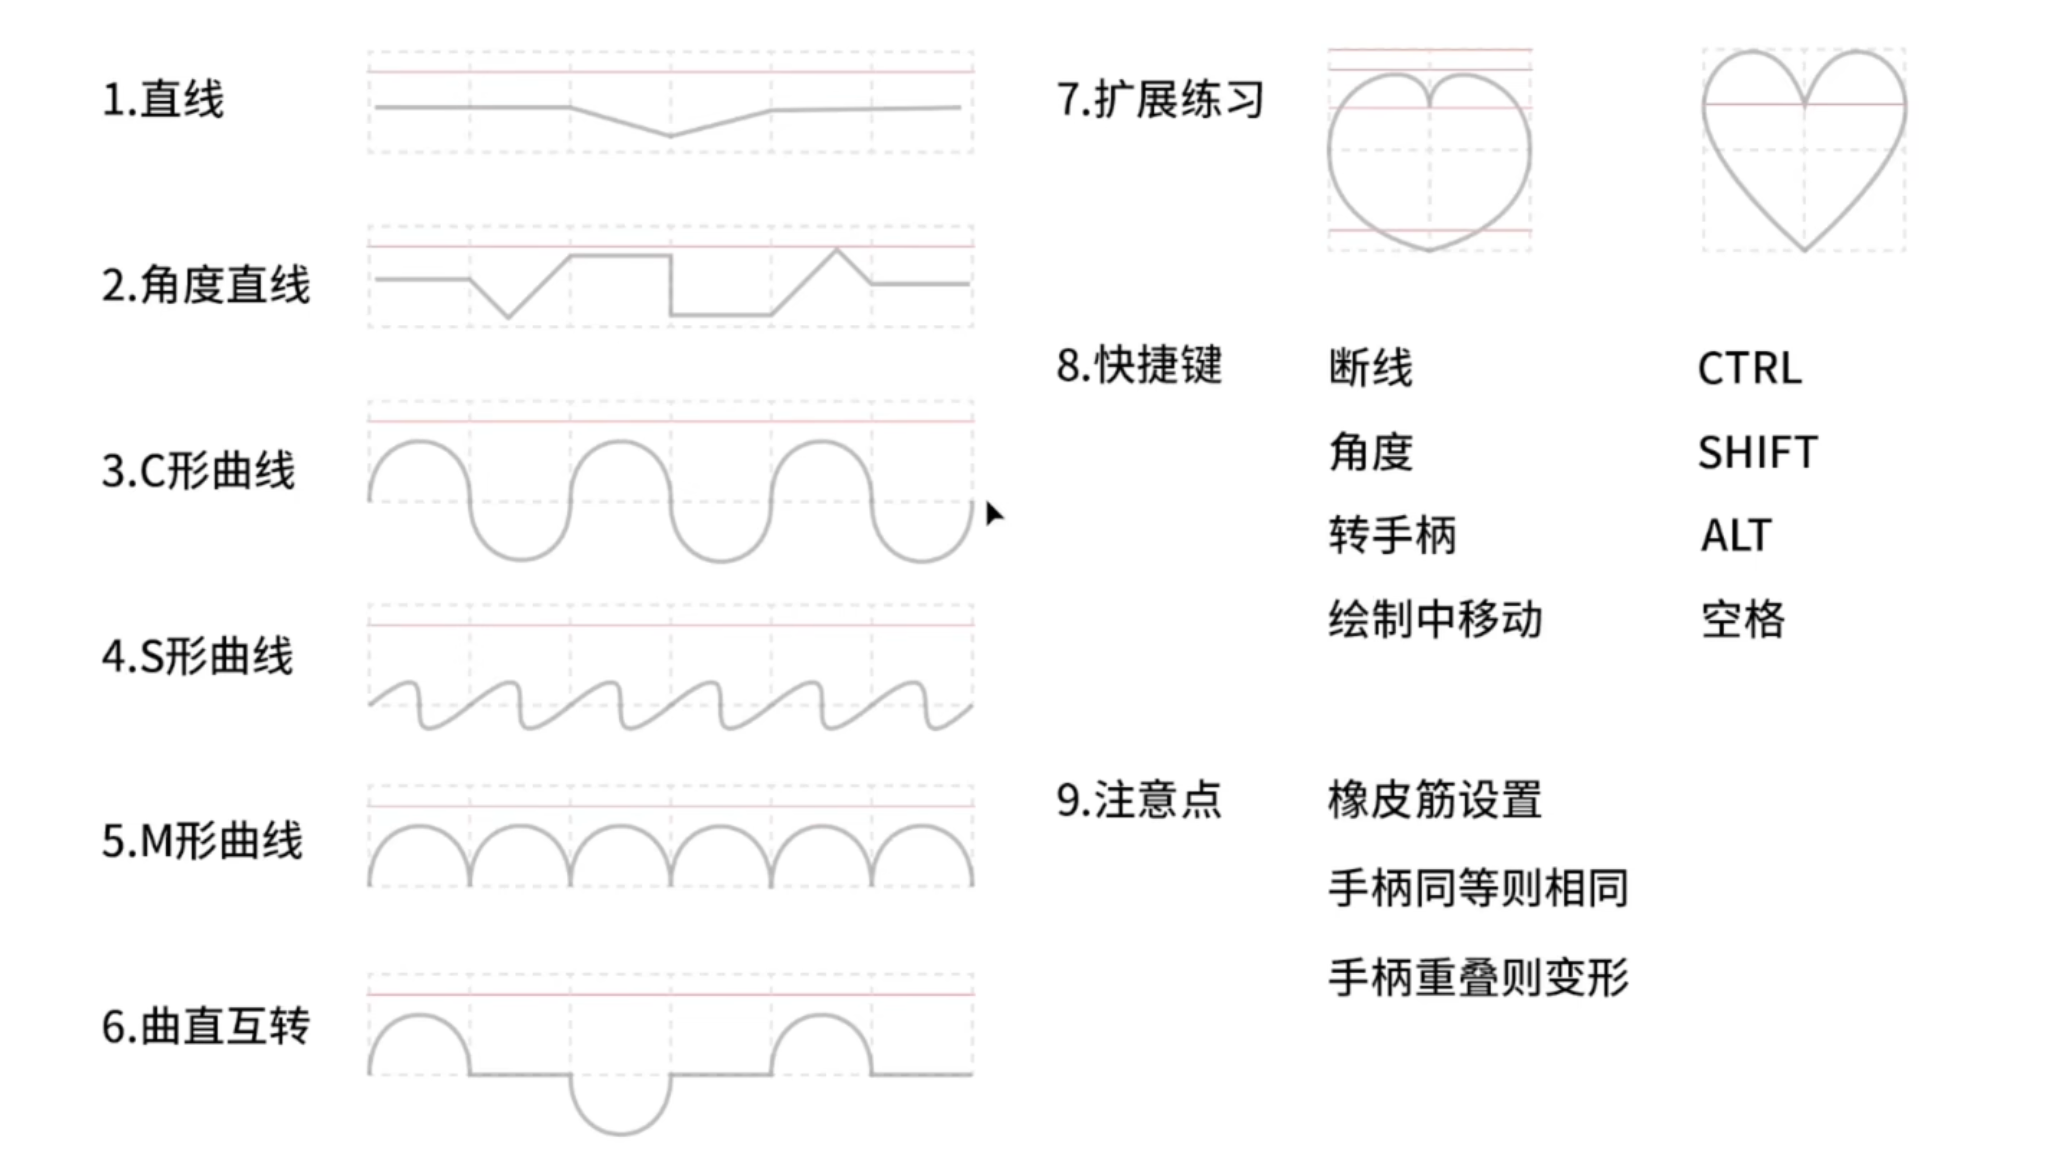 1.直线
2.角度直线
3.C形曲线
4.S形曲线
5.M形曲线
6.曲直互转
7.扩展练习
8.快捷键
断线 CTRL
角度 SHIFT
转手柄 ALT
绘制中移动 空格
9.注意点
橡皮筋设置
手柄同等则相同
手柄重叠则变形